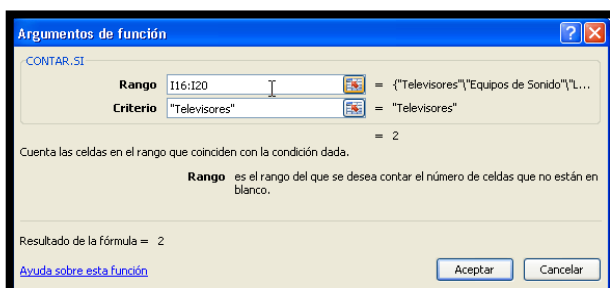 Argumentos de función
CONTAR.SI
Rango I16:I20 = {"Televisores"\"Equipos de Sonido"\"L...
Criterio "Televisores" = "Televisores"
= 2
Cuenta las celdas en el rango que coinciden con la condición dada.
Rango es el rango del que se desea contar el número de celdas que no están en
blanco.
Resultado de la fórmula = 2
Ayuda sobre esta función Aceptar Cancelar